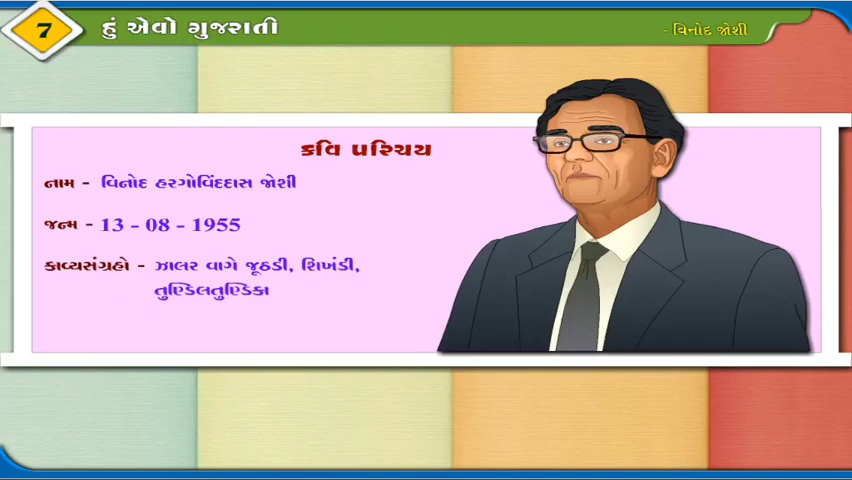 7 હું એવો ગુજરાતી - વિનોદ જોશી
કવિ પરિચય
નામ - વિનોદ હરગોવિંદદાસ જોશી
જન્મ - 13 - 08 - 1955
કાવ્યસંગ્રહો - ઝાલર વાગે જૂઠડી, શિખંડી,
તુણ્ડિલતુણ્ડિકા